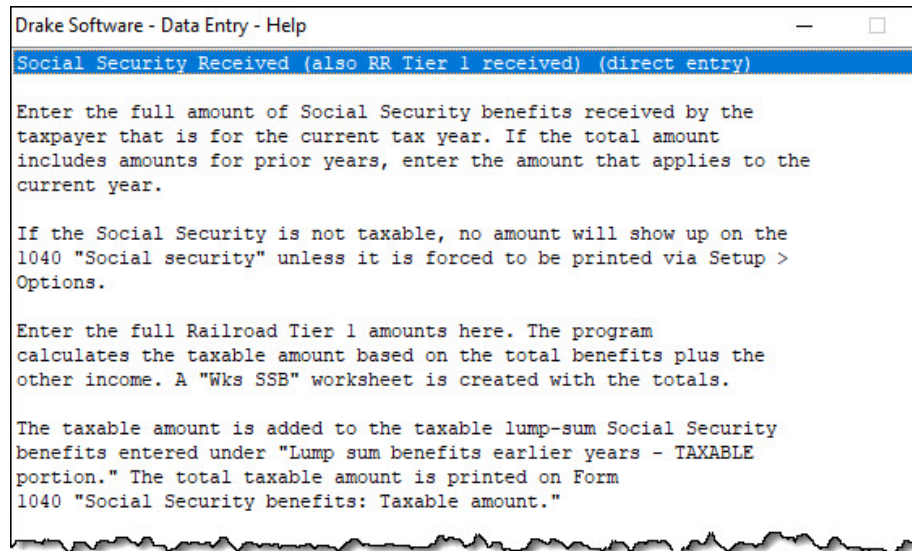 Drake Software - Data Entry - Help
Social Security Received (also RR Tier 1 received) (direct entry)
Enter the full amount of Social Security benefits received by the
taxpayer that is for the current tax year. If the total amount
includes amounts for prior years, enter the amount that applies to the
current year.
If the Social Security is not taxable, no amount will show up on the
1040 "Social security" unless it is forced to be printed via Setup >
Options.
Enter the full Railroad Tier 1 amounts here. The program
calculates the taxable amount based on the total benefits plus the
other income. A "Wks SSB" worksheet is created with the totals.
The taxable amount is added to the taxable lump-sum Social Security
benefits entered under "Lump sum benefits earlier years - TAXABLE
portion." The total taxable amount is printed on Form
1040 "Social Security benefits: Taxable amount."